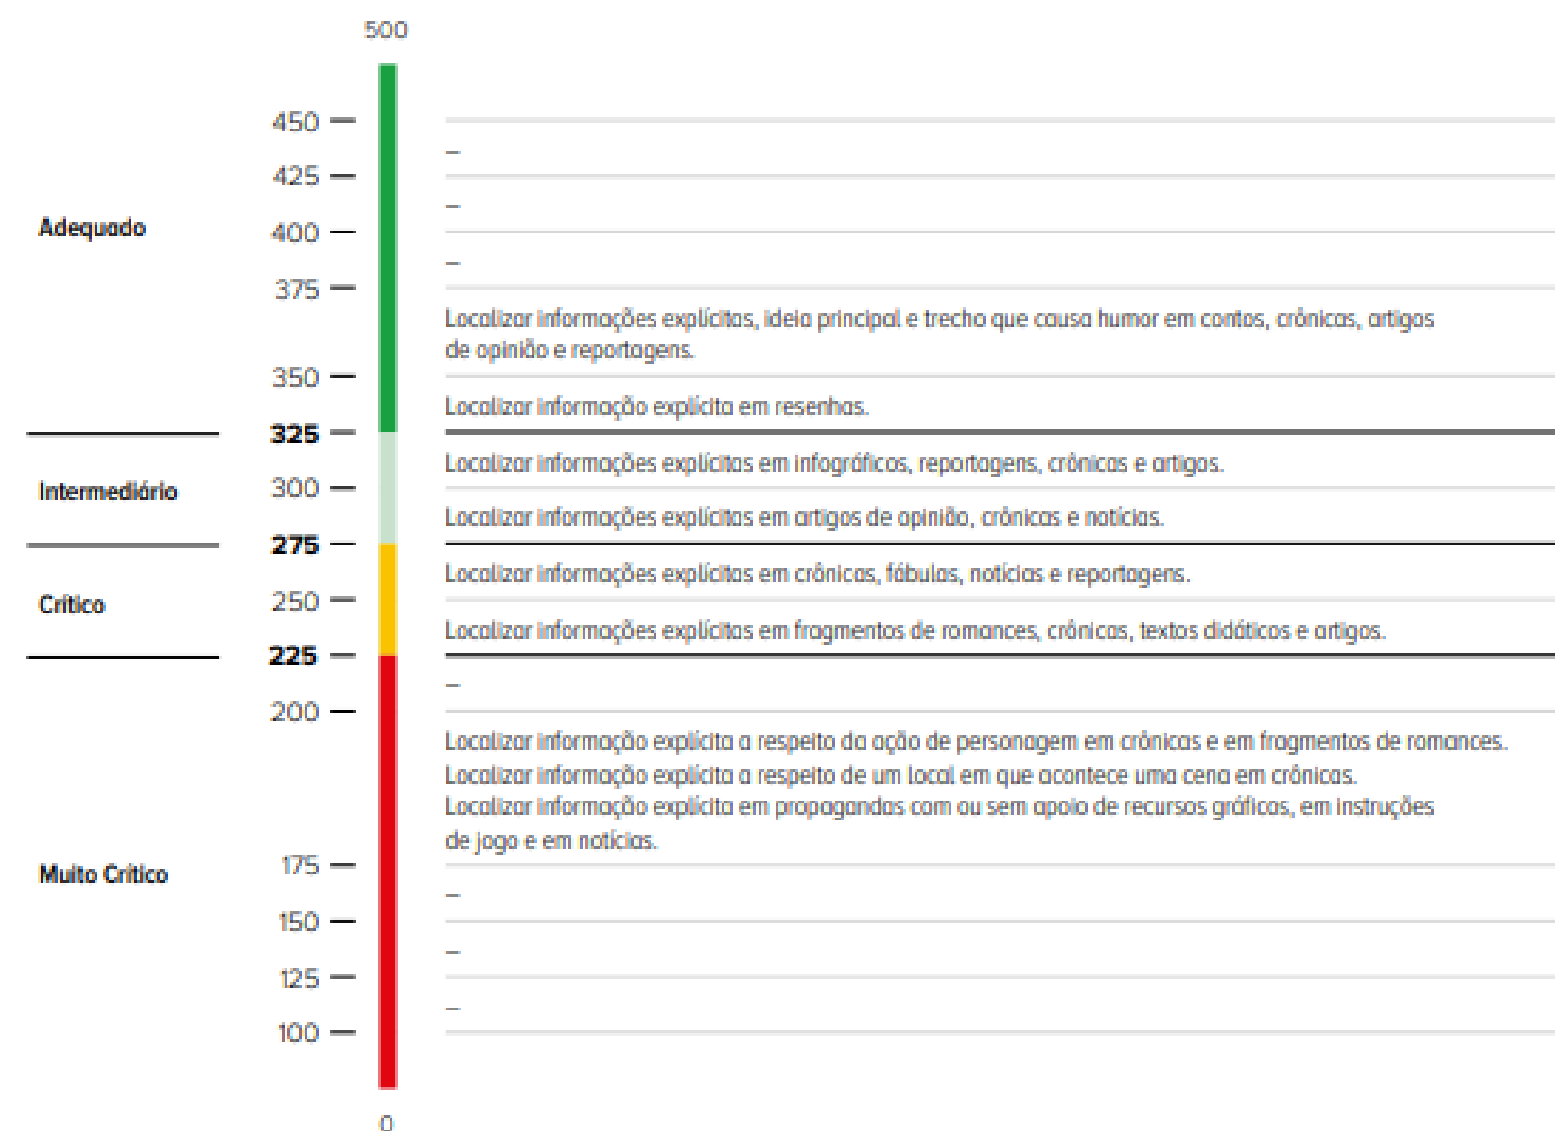 500
450
–
425
–
Adequado
400
–
375
Localizar informações explícitas, ideia principal e trecho que causa humor em contos, crônicas, artigos
de opinião e reportagens.
350
Localizar informação explícita em resenhas.
325
Localizar informações explícitas em infográficos, reportagens, crônicas e artigos.
Intermediário
300
Localizar informações explícitas em artigos de opinião, crônicas e notícias.
275
Localizar informações explícitas em crônicas, fábulas, notícias e reportagens.
Crítico
250
Localizar informações explícitas em fragmentos de romances, crônicas, textos didáticos e artigos.
225
–
200
Localizar informação explícita a respeito da ação de personagem em crônicas e em fragmentos de romances.
Localizar informação explícita a respeito de um local em que acontece uma cena em crônicas.
Localizar informação explícita em propagandas com ou sem apoio de recursos gráficos, em instruções
de jogo e em notícias.
175
Muito Crítico
–
150
–
125
–
100
0